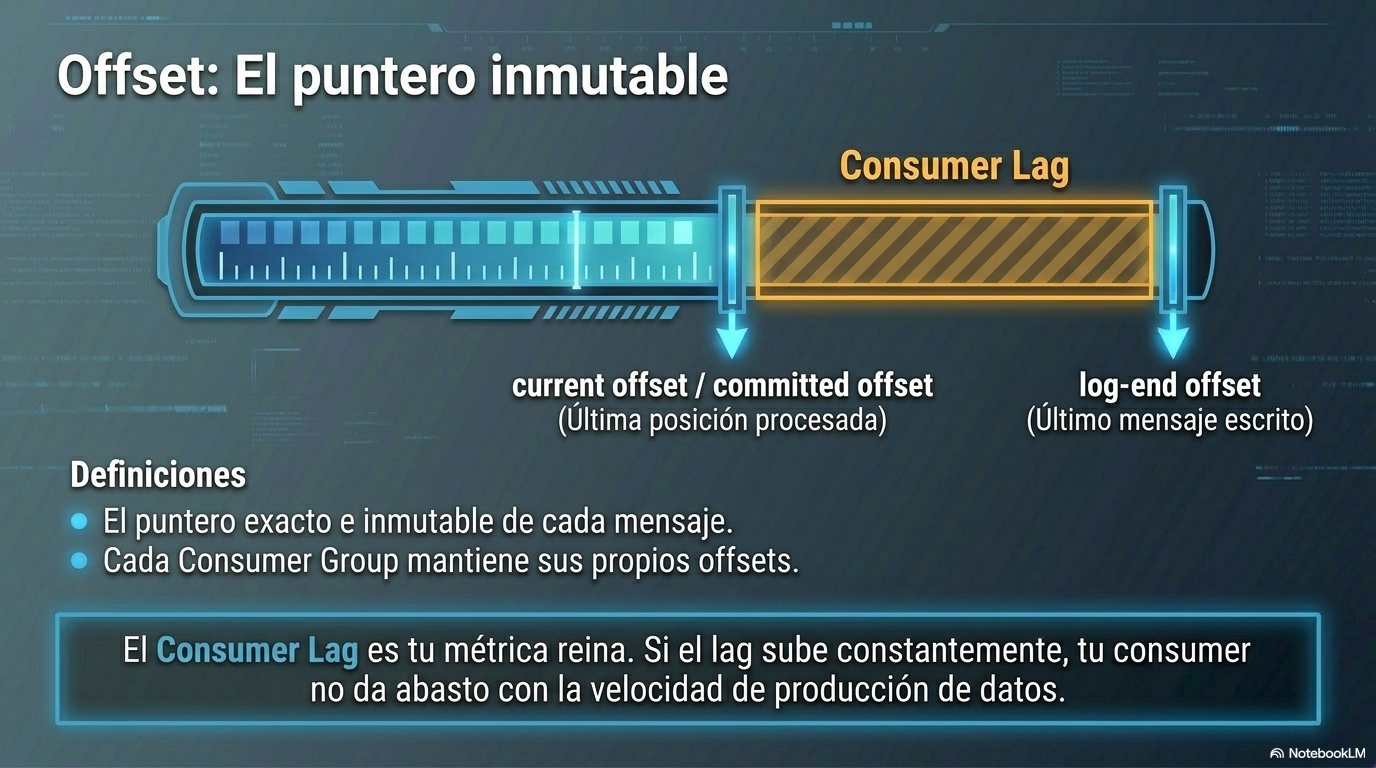 Offset: El puntero inmutable
Consumer Lag
current offset / committed offset
(Última posición procesada)
log-end offset
(Último mensaje escrito)
Definiciones
El puntero exacto e inmutable de cada mensaje.
Cada Consumer Group mantiene sus propios offsets.
El Consumer Lag es tu métrica reina. Si el lag sube constantemente, tu consumer
no da abasto con la velocidad de producción de datos.
NotebookLM